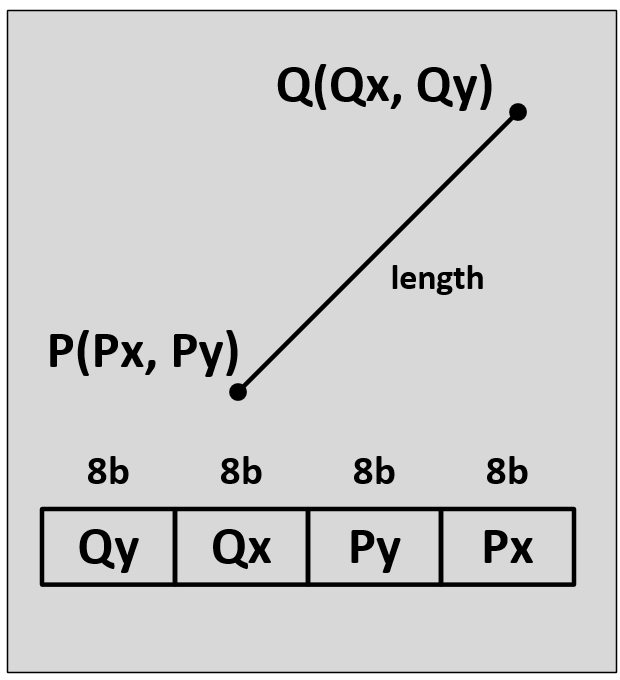 Q(Qx, Qy)
length
P(Px, Py)
8b 8b 8b 8b
Qy Qx Py Px